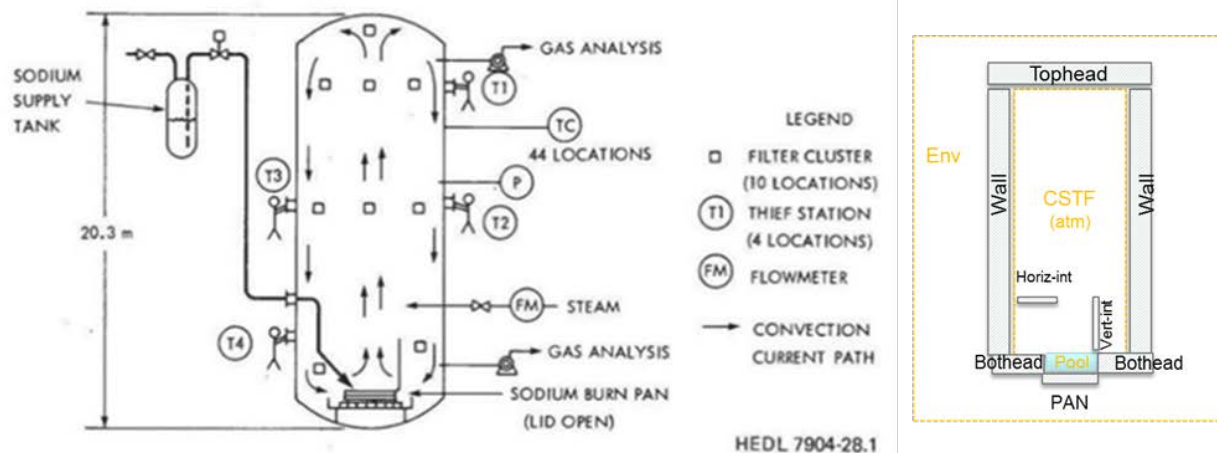 SODIUM
SUPPLY
TANK
GAS ANALYSIS
T1
TC
44 LOCATIONS
P
T3
T2
20.3 m
FM
STEAM
T4
GAS ANALYSIS
SODIUM BURN PAN
(LID OPEN)
LEGEND
FILTER CLUSTER
(10 LOCATIONS)
T1
THIEF STATION
(4 LOCATIONS)
FM
FLOWMETER
CONVECTION
CURRENT PATH
HEDL 7904-28.1
Tophead
Env
Wall
CSTF
(atm)
Wall
Horiz-int
Vert-int
Bothead
Pool
Bothead
PAN